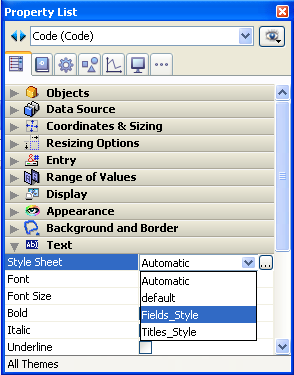 Property List
Code (Code)
Objects
Data Source
Coordinates & Sizing
Resizing Options
Entry
Range of Values
Display
Appearance
Background and Border
Text
Style Sheet Automatic ...
Font Automatic
Font Size default
Bold Fields_Style
Italic Titles_Style
Underline
All Themes